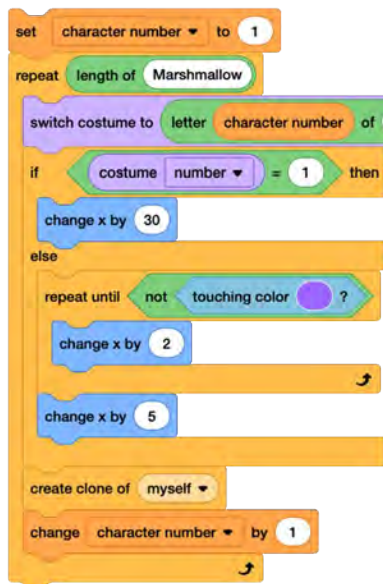 set character number to 1
repeat length of Marshmallow
switch costume to letter character number of
if costume number = 1 then
change x by 30
else
repeat until not touching color ?
change x by 2
change x by 5
create clone of myself
change character number by 1